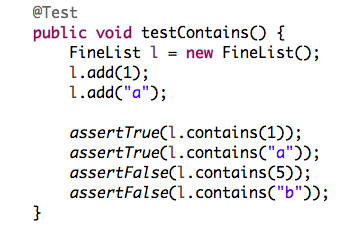 @Test
public void testContains() {
    FineList l = new FineList();
    l.add(1);
    l.add("a");

    assertTrue(l.contains(1));
    assertTrue(l.contains("a"));
    assertFalse(l.contains(5));
    assertFalse(l.contains("b"));
}